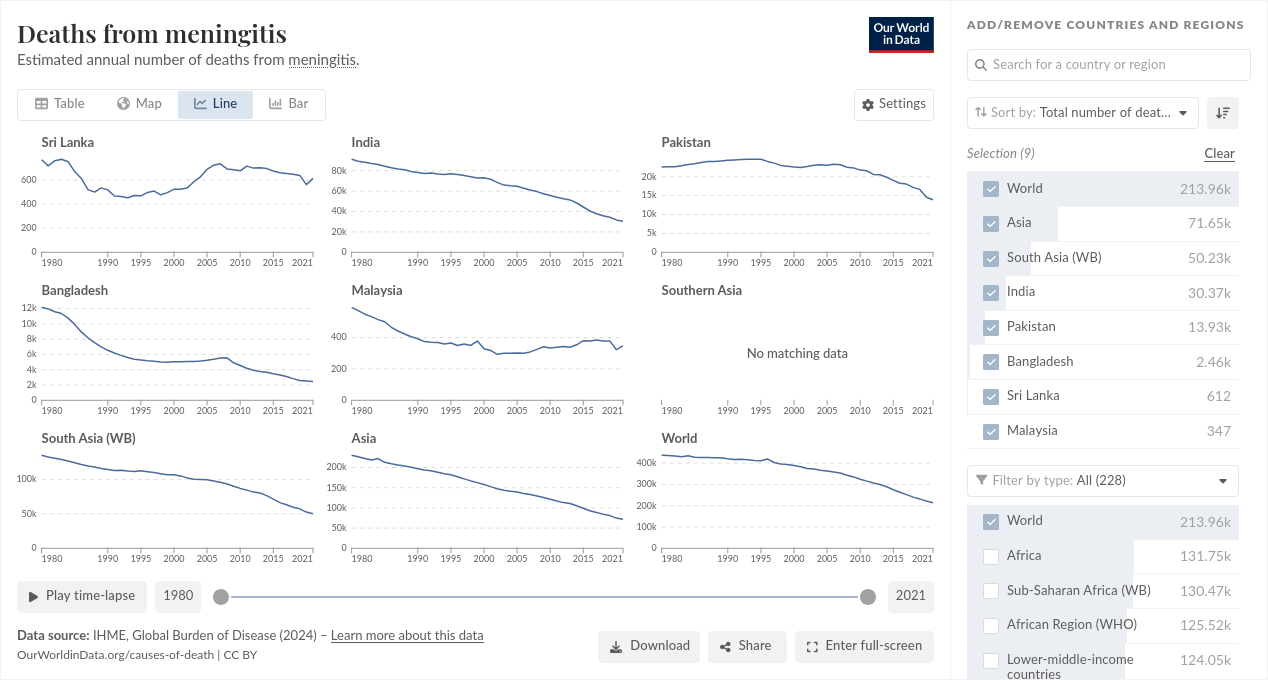 Deaths from meningitis
Estimated annual number of deaths from meningitis.
Our World
in Data
Table
Map
Line
Bar
Settings
Sri Lanka
600
400
200
0
1980
1990
1995
2000
2005
2010
2015
2021
India
80k
60k
40k
20k
0
1980
1990
1995
2000
2005
2010
2015
2021
Pakistan
20k
15k
10k
5k
0
1980
1990
1995
2000
2005
2010
2015
2021
Bangladesh
12k
10k
8k
6k
4k
2k
0
1980
1990
1995
2000
2005
2010
2015
2021
Malaysia
400
200
0
1980
1990
1995
2000
2005
2010
2015
2021
Southern Asia
No matching data
1980
1990
1995
2000
2005
2010
2015
2021
South Asia (WB)
100k
50k
0
1980
1990
1995
2000
2005
2010
2015
2021
Asia
200k
150k
100k
50k
0
1980
1990
1995
2000
2005
2010
2015
2021
World
400k
300k
200k
100k
0
1980
1990
1995
2000
2005
2010
2015
2021
Play time-lapse
1980
2021
Data source: IHME, Global Burden of Disease (2024) – Learn more about this data
OurWorldinData.org/causes-of-death | CC BY
Download
Share
Enter full-screen
ADD/REMOVE COUNTRIES AND REGIONS
Search for a country or region
Sort by: Total number of deat...
Selection (9)
Clear
World 213.96k
Asia 71.65k
South Asia (WB) 50.23k
India 30.37k
Pakistan 13.93k
Bangladesh 2.46k
Sri Lanka 612
Malaysia 347
Filter by type: All (228)
World 213.96k
Africa 131.75k
Sub-Saharan Africa (WB) 130.47k
African Region (WHO) 125.52k
Lower-middle-income 124.05k
countries